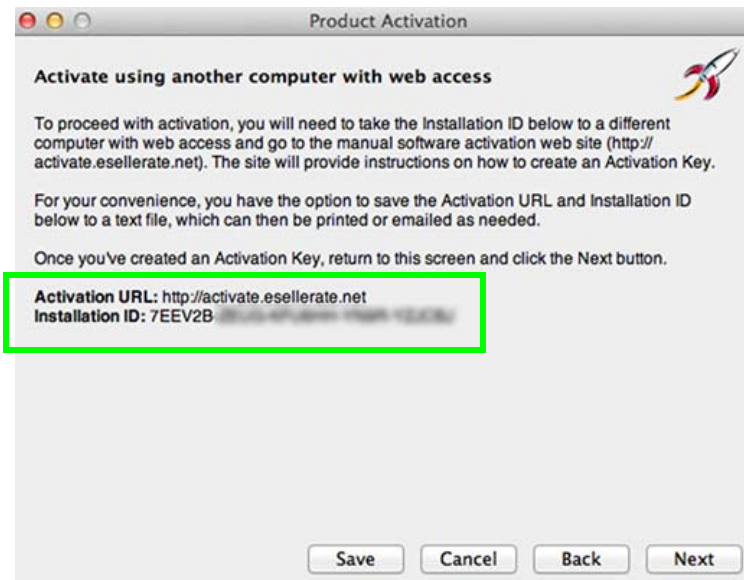 Product Activation
Activate using another computer with web access
To proceed with activation, you will need to take the Installation ID below to a different
computer with web access and go to the manual software activation web site (http://
activate.esellerate.net). The site will provide instructions on how to create an Activation Key.
For your convenience, you have the option to save the Activation URL and Installation ID
below to a text file, which can then be printed or emailed as needed.
Once you've created an Activation Key, return to this screen and click the Next button.
Activation URL: http://activate.esellerate.net
Installation ID: 7EEV2B
Save Cancel Back Next